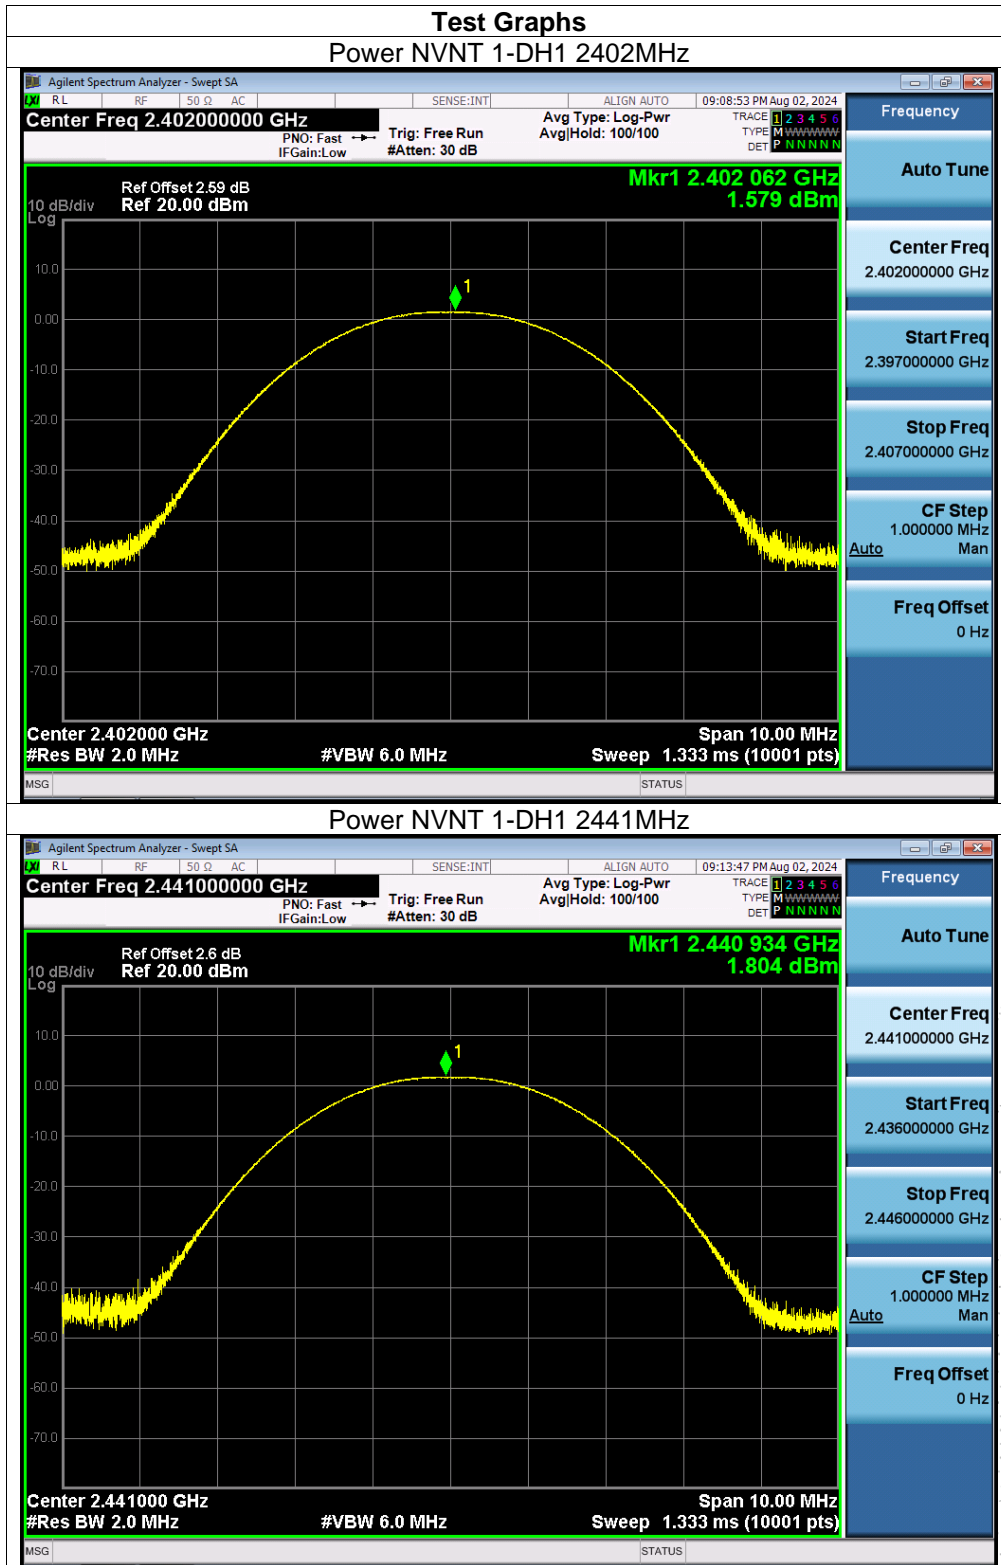 Test Graphs
Power NVNT 1-DH1 2402MHz
Agilent Spectrum Analyzer - Swept SA
LXI RL RF 50 Ω AC SENSE:INT ALIGN AUTO 09:08:53 PM Aug 02, 2024
Center Freq 2.402000000 GHz
PNO: Fast
IFGain:Low
Trig: Free Run
#Atten: 30 dB
Avg Type: Log-Pwr
Avg|Hold: 100/100
TRACE 1 2 3 4 5 6
TYPE M WWWWW
DET P N N N N N
Frequency
Mkr1 2.402 062 GHz
1.579 dBm
Ref Offset 2.59 dB
10 dB/div Ref 20.00 dBm
Log
10.0
0.00
-10.0
-20.0
-30.0
-40.0
-50.0
-60.0
-70.0
1
Center 2.402000 GHz Span 10.00 MHz
#Res BW 2.0 MHz #VBW 6.0 MHz Sweep 1.333 ms (10001 pts)
Auto Tune
Center Freq
2.402000000 GHz
Start Freq
2.397000000 GHz
Stop Freq
2.407000000 GHz
CF Step
1.000000 MHz
Auto Man
Freq Offset
0 Hz
MSG STATUS
Power NVNT 1-DH1 2441MHz
Agilent Spectrum Analyzer - Swept SA
LXI RL RF 50 Ω AC SENSE:INT ALIGN AUTO 09:13:47 PM Aug 02, 2024
Center Freq 2.441000000 GHz
PNO: Fast
IFGain:Low
Trig: Free Run
#Atten: 30 dB
Avg Type: Log-Pwr
Avg|Hold: 100/100
TRACE 1 2 3 4 5 6
TYPE M WWWWW
DET P N N N N N
Frequency
Mkr1 2.440 934 GHz
1.804 dBm
Ref Offset 2.6 dB
10 dB/div Ref 20.00 dBm
Log
10.0
0.00
-10.0
-20.0
-30.0
-40.0
-50.0
-60.0
-70.0
1
Center 2.441000 GHz Span 10.00 MHz
#Res BW 2.0 MHz #VBW 6.0 MHz Sweep 1.333 ms (10001 pts)
Auto Tune
Center Freq
2.441000000 GHz
Start Freq
2.436000000 GHz
Stop Freq
2.446000000 GHz
CF Step
1.000000 MHz
Auto Man
Freq Offset
0 Hz
MSG STATUS